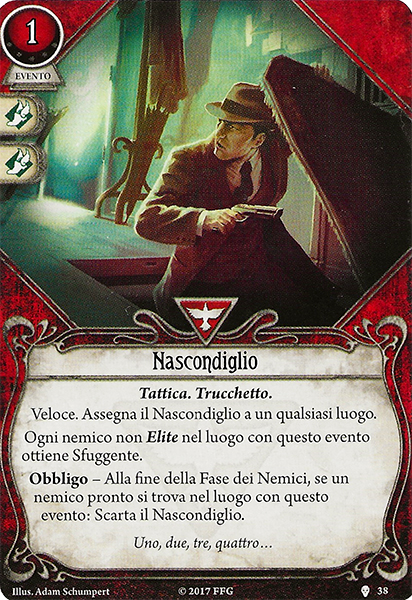 1
EVENTO
Nascondiglio
Tattica. Trucchetto.
Veloce. Assegna il Nascondiglio a un qualsiasi luogo.
Ogni nemico non Elite nel luogo con questo evento
ottiene Sfuggente.
Obbligo – Alla fine della Fase dei Nemici, se un
nemico pronto si trova nel luogo con questo
evento: Scarta il Nascondiglio.
Uno, due, tre, quattro…
Illus. Adam Schumpert © 2017 FFG 38